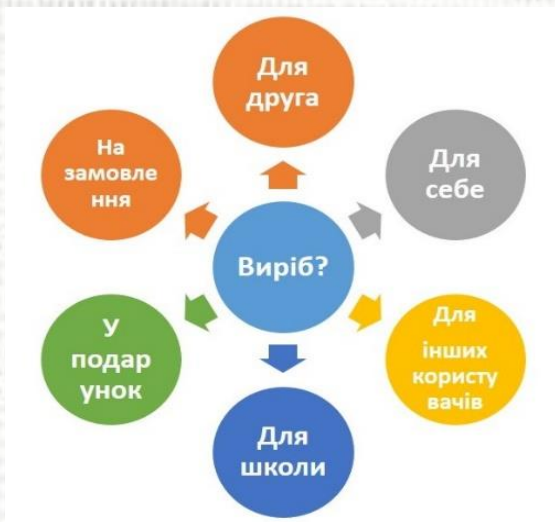 Для
друга
На
замовле
ння
Для
себе
Виріб?
У
подар
унок
Для
інших
користу
вачів
Для
школи